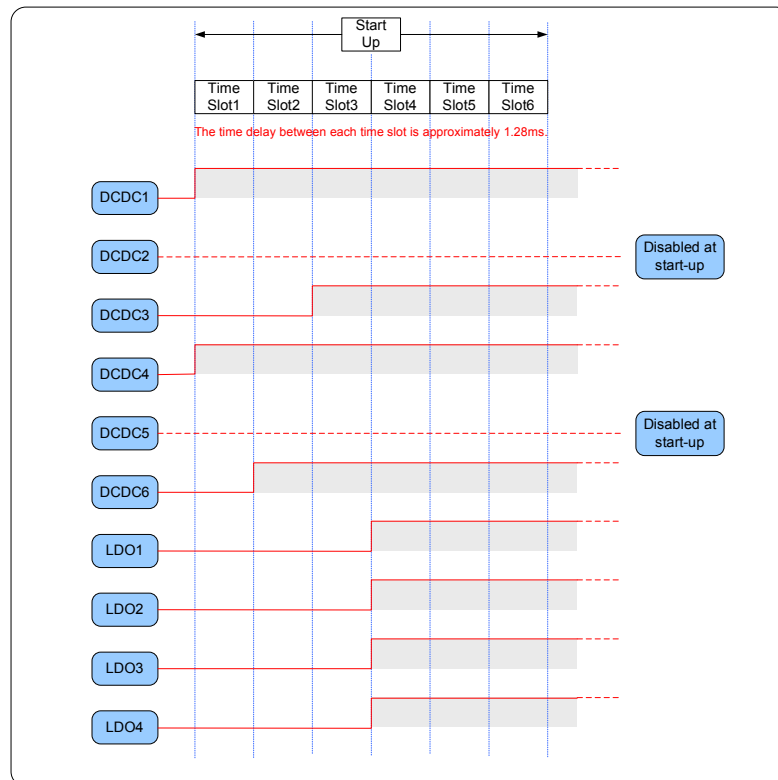 Start
Up
Time
Slot1
Time
Slot2
Time
Slot3
Time
Slot4
Time
Slot5
Time
Slot6
The time delay between each time slot is approximately 1.28ms.
DCDC1
DCDC2
Disabled at
start-up
DCDC3
DCDC4
DCDC5
Disabled at
start-up
DCDC6
LDO1
LDO2
LDO3
LDO4